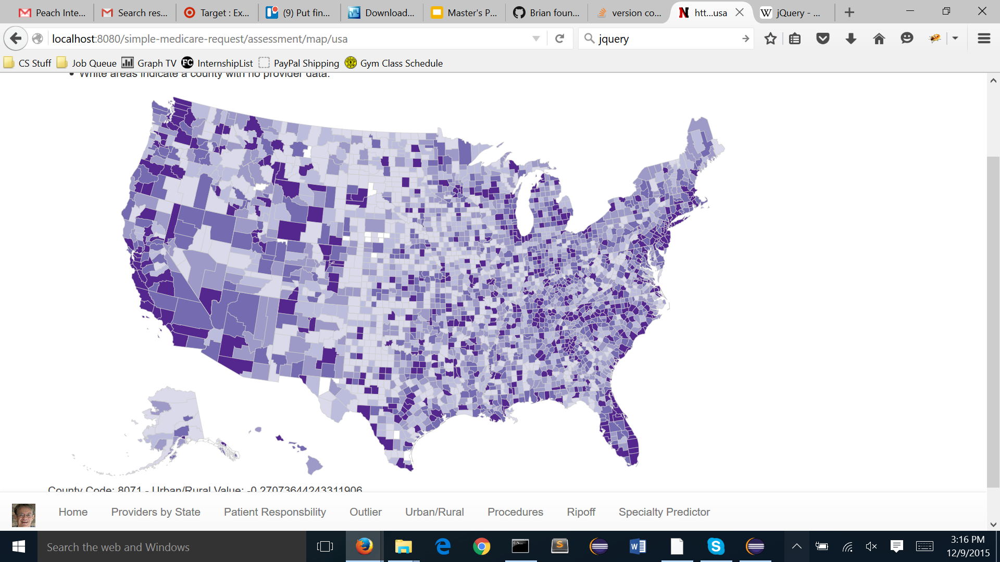 Peach Inte... Search res... Target : Ex... (9) Put fin... Download... Master's P... Brian foun... version co... htt...usa jQuery - ...
localhost:8080/simple-medicare-request/assessment/map/usa jquery
CS Stuff Job Queue Graph TV FC InternshipList PayPal Shipping Gym Class Schedule
• White areas indicate a county with no provider data.
County Code: 8071 - Urban/Rural Value: -0.27073644243311906
Home Providers by State Patient Responsbility Outlier Urban/Rural Procedures Ripoff Specialty Predictor
Search the web and Windows
3:16 PM
12/9/2015